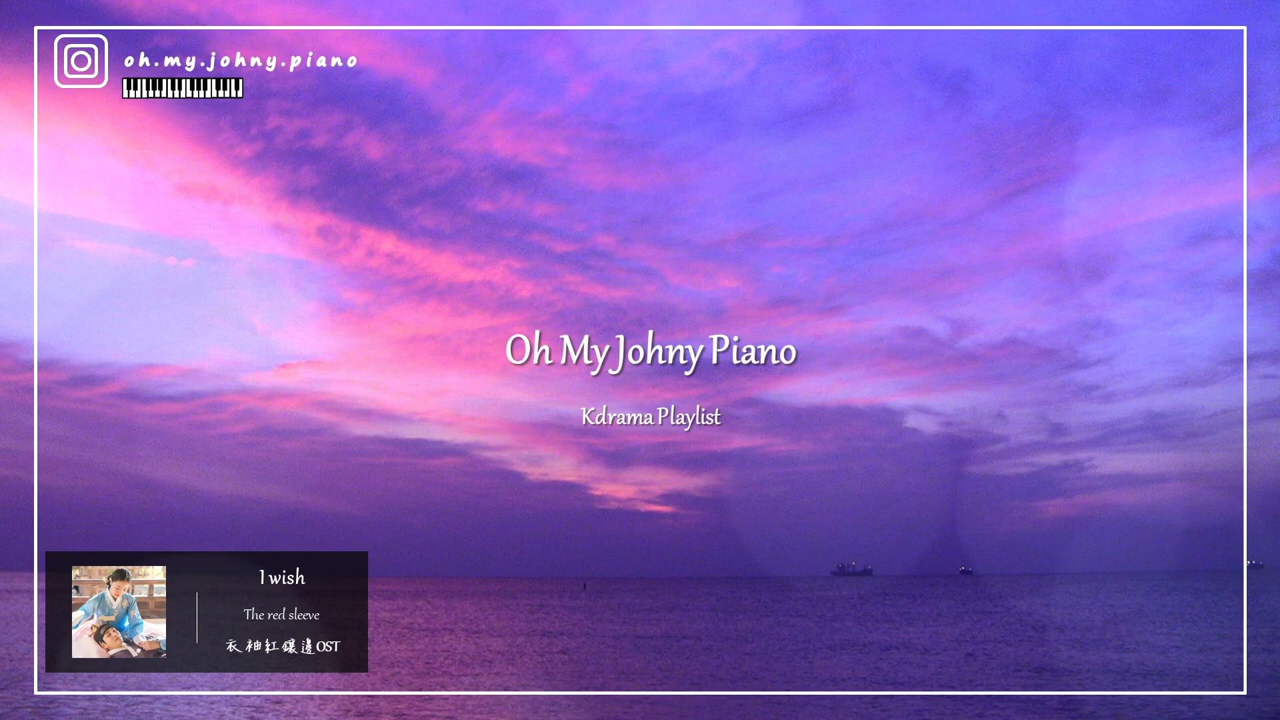 oh.my.johny.piano
Oh My Johny Piano
Kdrama Playlist
I wish
The red sleeve
衣袖紅鑲邊OST